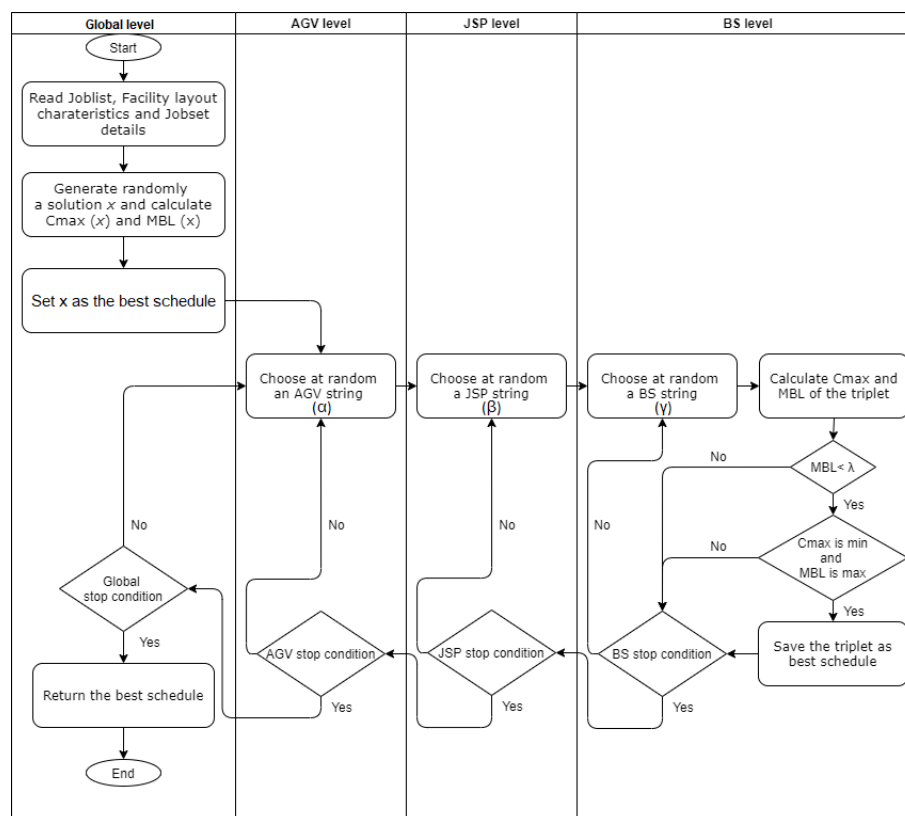 Global level
AGV level
JSP level
BS level
Start
Read Joblist, Facility layout
charateristics and Jobset
details
Generate randomly
a solution x and calculate
Cmax (x) and MBL (x)
Set x as the best schedule
Choose at random
an AGV string
(α)
Choose at random
a JSP string
(β)
Choose at random
a BS string
(γ)
Calculate Cmax and
MBL of the triplet
No
MBL< λ
Yes
No
No
No
No
No
Cmax is min
and
MBL is max
Yes
Global
stop condition
Yes
AGV stop condition
Yes
JSP stop condition
Yes
BS stop condition
Yes
Save the triplet as
best schedule
Return the best schedule
End